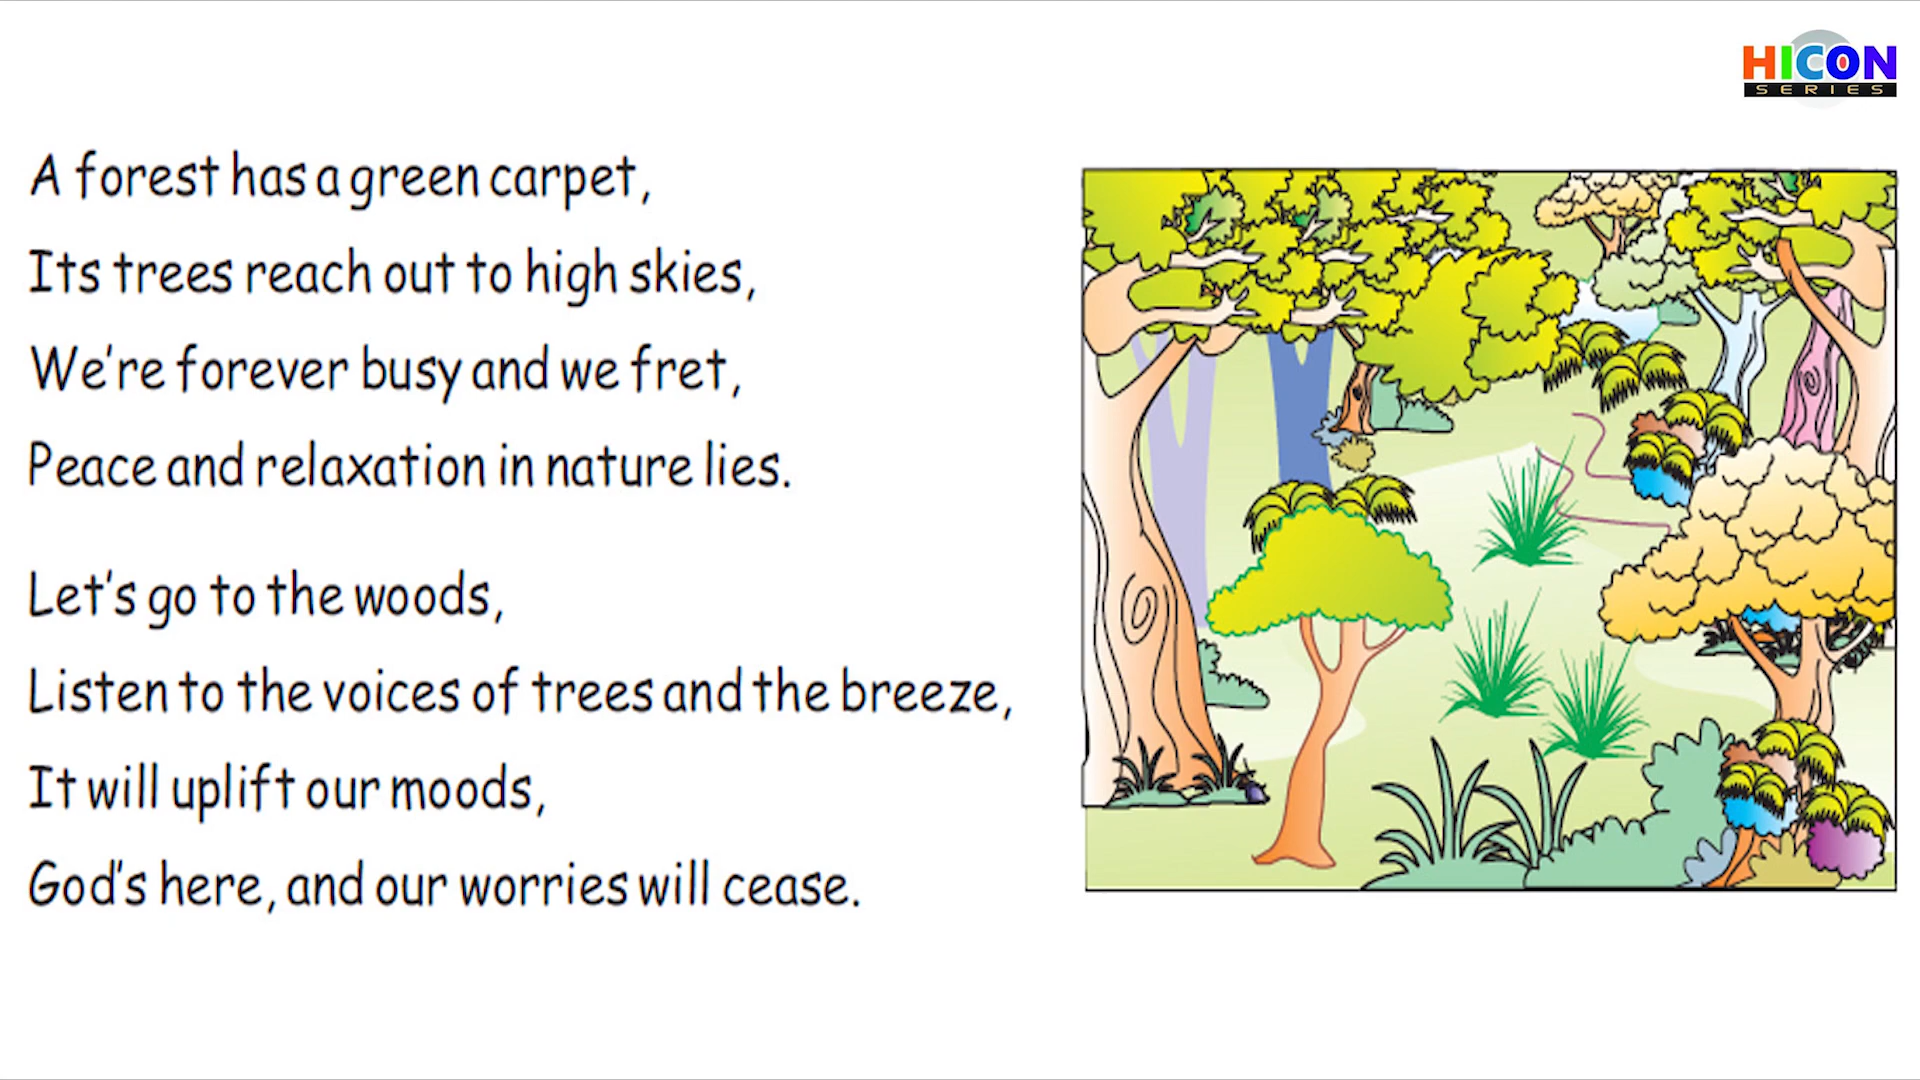 HICON
SERIES
A forest has a green carpet,
Its trees reach out to high skies,
We're forever busy and we fret,
Peace and relaxation in nature lies.
Let's go to the woods,
Listen to the voices of trees and the breeze,
It will uplift our moods,
God's here, and our worries will cease.